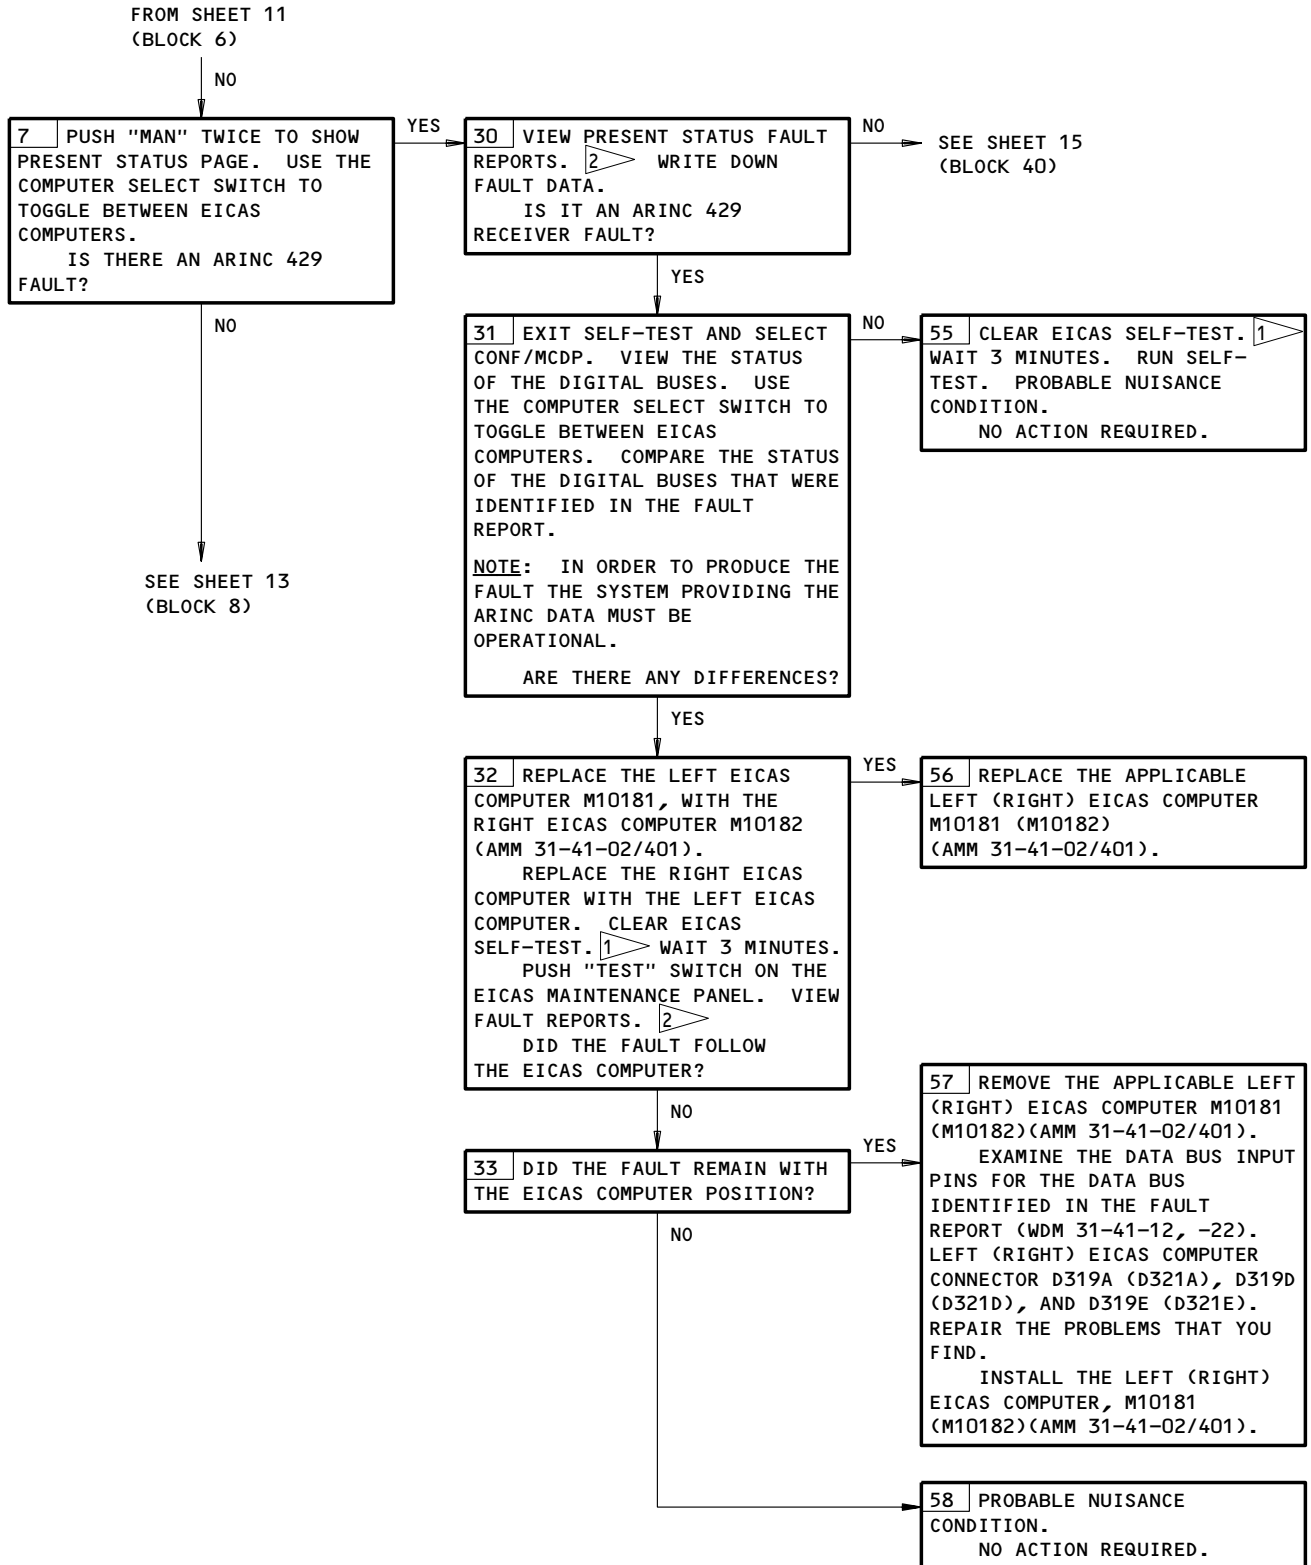 FROM SHEET 11
(BLOCK 6)
NO
7 PUSH "MAN" TWICE TO SHOW
PRESENT STATUS PAGE. USE THE
COMPUTER SELECT SWITCH TO
TOGGLE BETWEEN EICAS
COMPUTERS.
IS THERE AN ARINC 429
FAULT?
YES
NO
SEE SHEET 13
(BLOCK 8)
30 VIEW PRESENT STATUS FAULT
REPORTS. 2 WRITE DOWN
FAULT DATA.
IS IT AN ARINC 429
RECEIVER FAULT?
NO
SEE SHEET 15
(BLOCK 40)
YES
31 EXIT SELF-TEST AND SELECT
CONF/MCDP. VIEW THE STATUS
OF THE DIGITAL BUSES. USE
THE COMPUTER SELECT SWITCH TO
TOGGLE BETWEEN EICAS
COMPUTERS. COMPARE THE STATUS
OF THE DIGITAL BUSES THAT WERE
IDENTIFIED IN THE FAULT
REPORT.
NOTE: IN ORDER TO PRODUCE THE
FAULT THE SYSTEM PROVIDING THE
ARINC DATA MUST BE
OPERATIONAL.
ARE THERE ANY DIFFERENCES?
NO
55 CLEAR EICAS SELF-TEST. 1
WAIT 3 MINUTES. RUN SELF-
TEST. PROBABLE NUISANCE
CONDITION.
NO ACTION REQUIRED.
YES
32 REPLACE THE LEFT EICAS
COMPUTER M10181, WITH THE
RIGHT EICAS COMPUTER M10182
(AMM 31-41-02/401).
REPLACE THE RIGHT EICAS
COMPUTER WITH THE LEFT EICAS
COMPUTER. CLEAR EICAS
SELF-TEST. 1 WAIT 3 MINUTES.
PUSH "TEST" SWITCH ON THE
EICAS MAINTENANCE PANEL. VIEW
FAULT REPORTS. 2
DID THE FAULT FOLLOW
THE EICAS COMPUTER?
YES
56 REPLACE THE APPLICABLE
LEFT (RIGHT) EICAS COMPUTER
M10181 (M10182)
(AMM 31-41-02/401).
NO
33 DID THE FAULT REMAIN WITH
THE EICAS COMPUTER POSITION?
YES
57 REMOVE THE APPLICABLE LEFT
(RIGHT) EICAS COMPUTER M10181
(M10182)(AMM 31-41-02/401).
EXAMINE THE DATA BUS INPUT
PINS FOR THE DATA BUS
IDENTIFIED IN THE FAULT
REPORT (WDM 31-41-12, -22).
LEFT (RIGHT) EICAS COMPUTER
CONNECTOR D319A (D321A), D319D
(D321D), AND D319E (D321E).
REPAIR THE PROBLEMS THAT YOU
FIND.
INSTALL THE LEFT (RIGHT)
EICAS COMPUTER, M10181
(M10182)(AMM 31-41-02/401).
NO
58 PROBABLE NUISANCE
CONDITION.
NO ACTION REQUIRED.